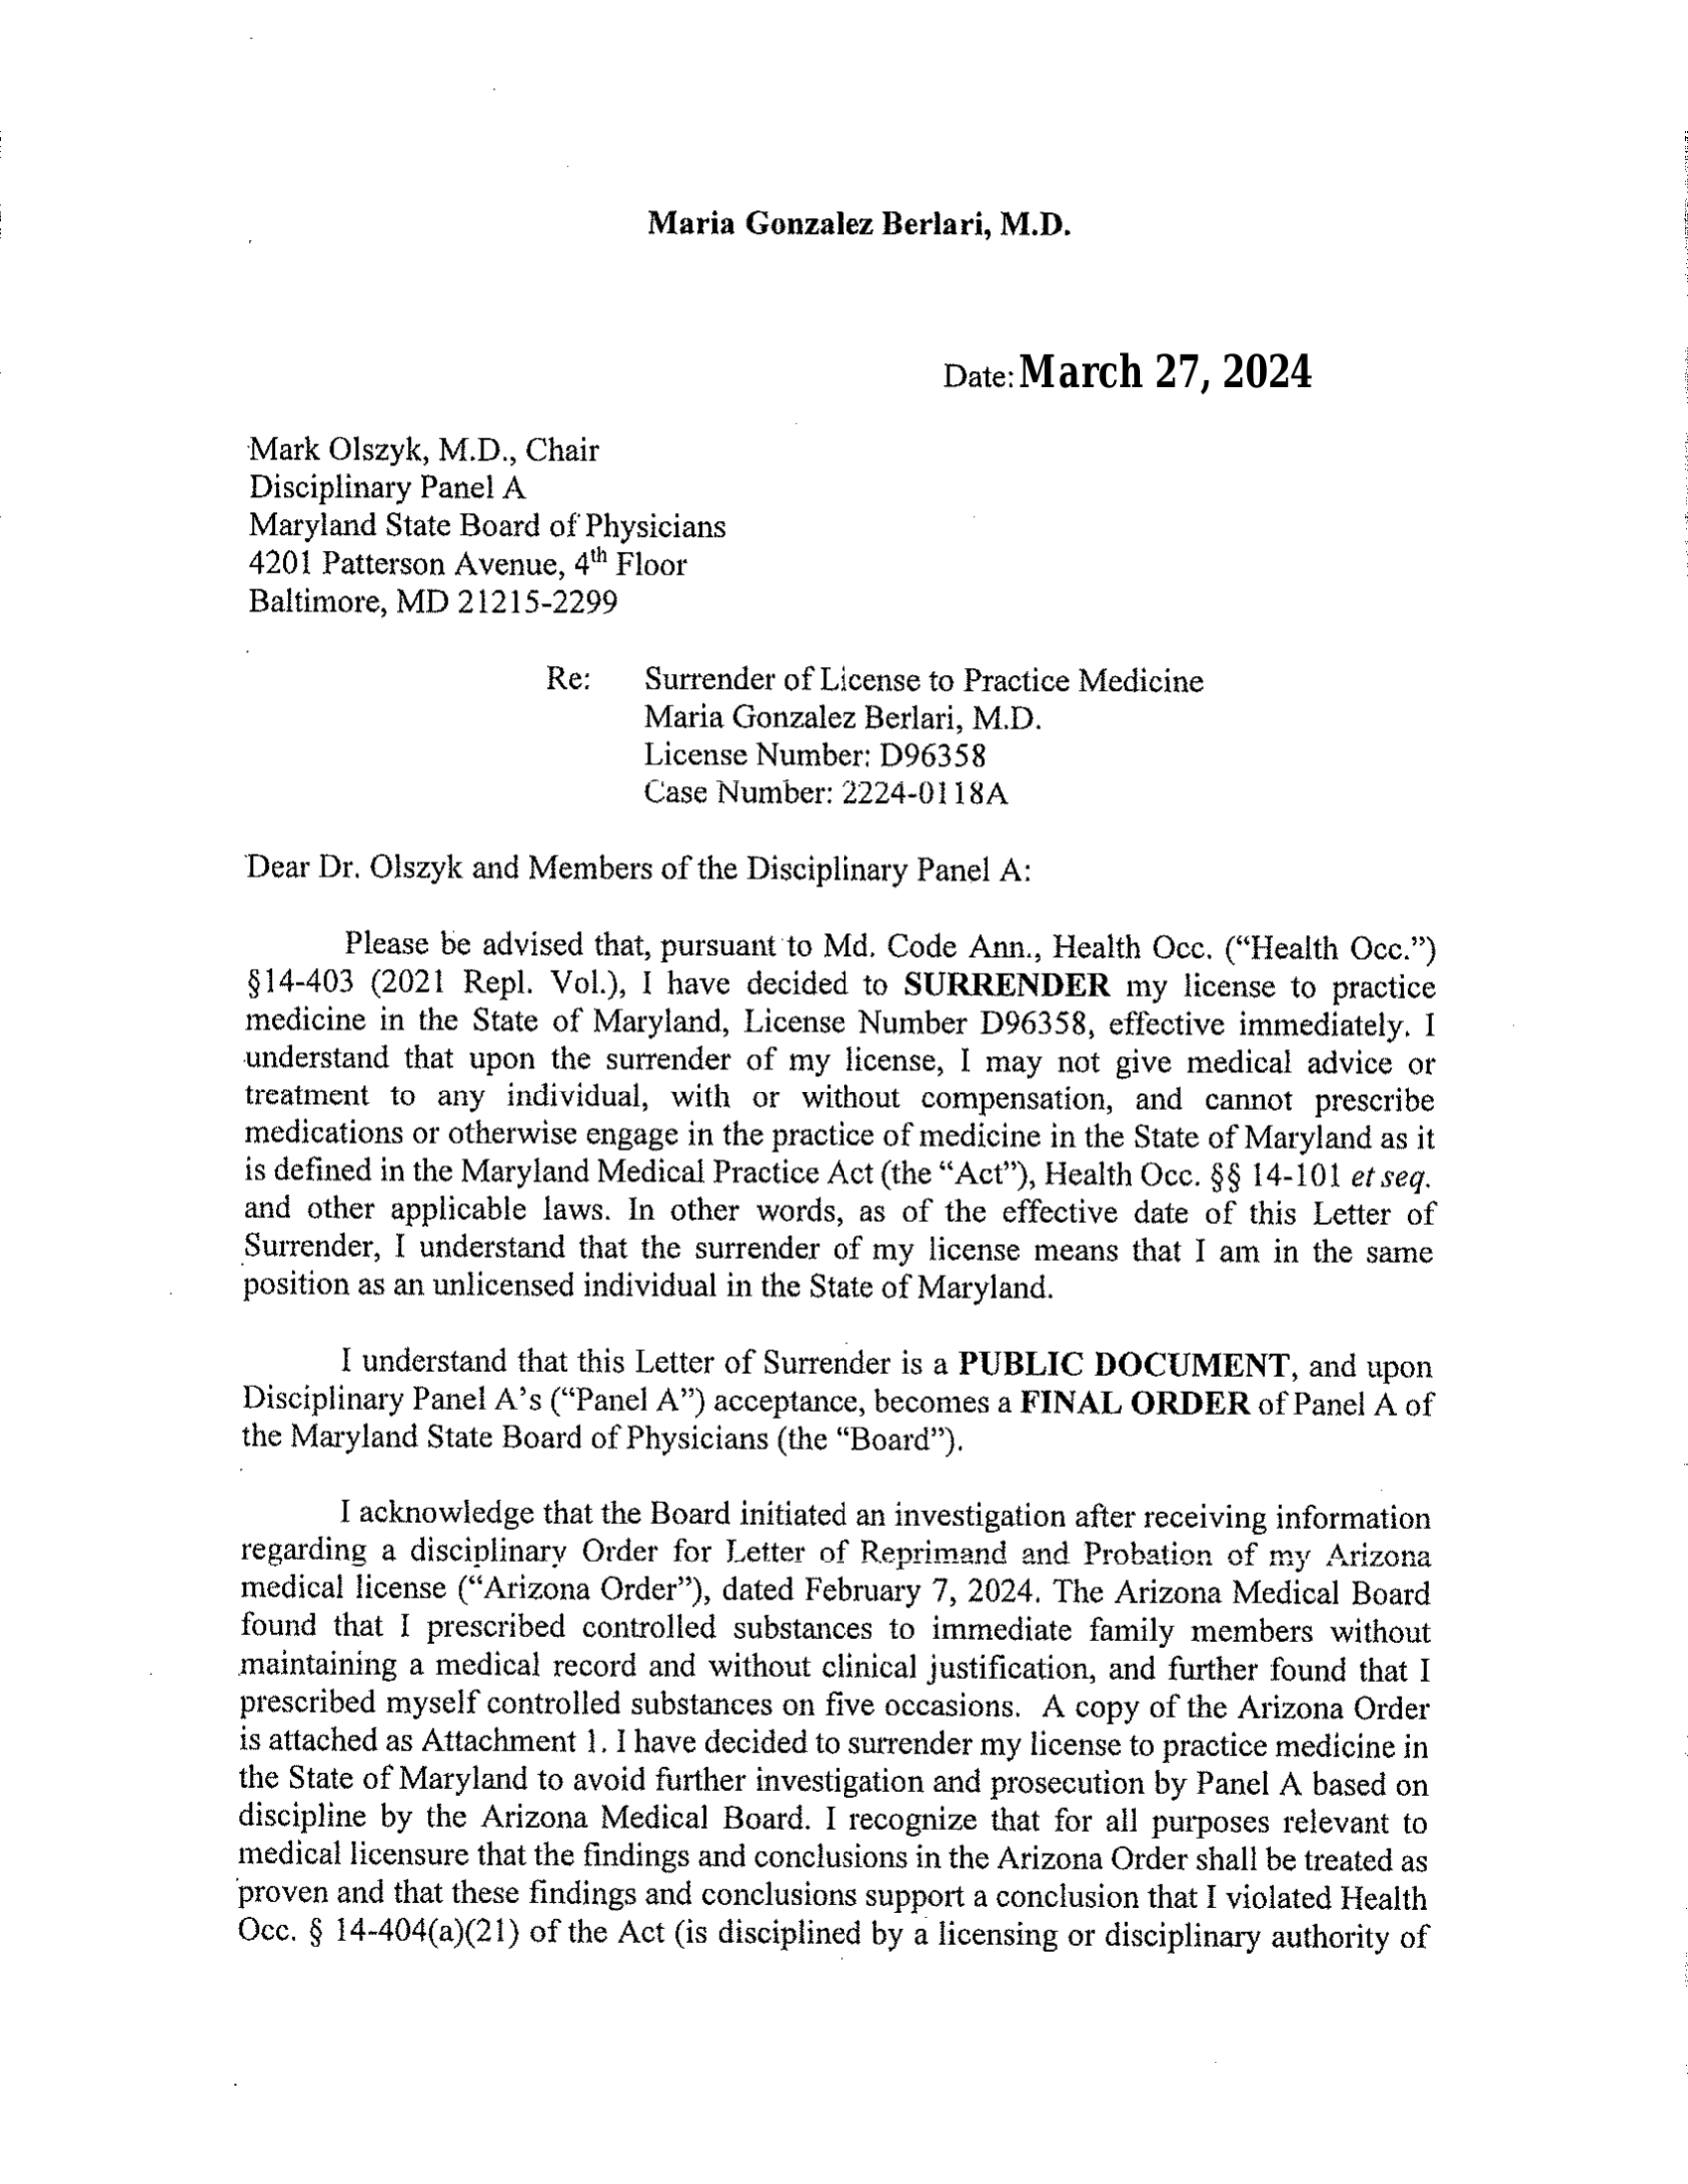 Maria Gonzalez Berlari, M.D.
Date: March 27, 2024
Mark Olszyk, M.D., Chair
Disciplinary Panel A
Maryland State Board of Physicians
4201 Patterson Avenue, 4th Floor
Baltimore, MD 21215-2299
Re: Surrender of License to Practice Medicine
Maria Gonzalez Berlari, M.D.
License Number: D96358
Case Number: 2224-0118A
Dear Dr. Olszyk and Members of the Disciplinary Panel A:
Please be advised that, pursuant to Md. Code Ann., Health Occ. (“Health Occ.”)
§14-403 (2021 Repl. Vol.), I have decided to SURRENDER my license to practice
medicine in the State of Maryland, License Number D96358, effective immediately. I
understand that upon the surrender of my license, I may not give medical advice or
treatment to any individual, with or without compensation, and cannot prescribe
medications or otherwise engage in the practice of medicine in the State of Maryland as it
is defined in the Maryland Medical Practice Act (the “Act”), Health Occ. §§ 14-101 et seq.
and other applicable laws. In other words, as of the effective date of this Letter of
Surrender, I understand that the surrender of my license means that I am in the same
position as an unlicensed individual in the State of Maryland.
I understand that this Letter of Surrender is a PUBLIC DOCUMENT, and upon
Disciplinary Panel A’s (“Panel A”) acceptance, becomes a FINAL ORDER of Panel A of
the Maryland State Board of Physicians (the “Board”).
I acknowledge that the Board initiated an investigation after receiving information
regarding a disciplinary Order for Letter of Reprimand and Probation of my Arizona
medical license (“Arizona Order”), dated February 7, 2024. The Arizona Medical Board
found that I prescribed controlled substances to immediate family members without
maintaining a medical record and without clinical justification, and further found that I
prescribed myself controlled substances on five occasions. A copy of the Arizona Order
is attached as Attachment 1. I have decided to surrender my license to practice medicine in
the State of Maryland to avoid further investigation and prosecution by Panel A based on
discipline by the Arizona Medical Board. I recognize that for all purposes relevant to
medical licensure that the findings and conclusions in the Arizona Order shall be treated as
proven and that these findings and conclusions support a conclusion that I violated Health
Occ. § 14-404(a)(21) of the Act (is disciplined by a licensing or disciplinary authority of